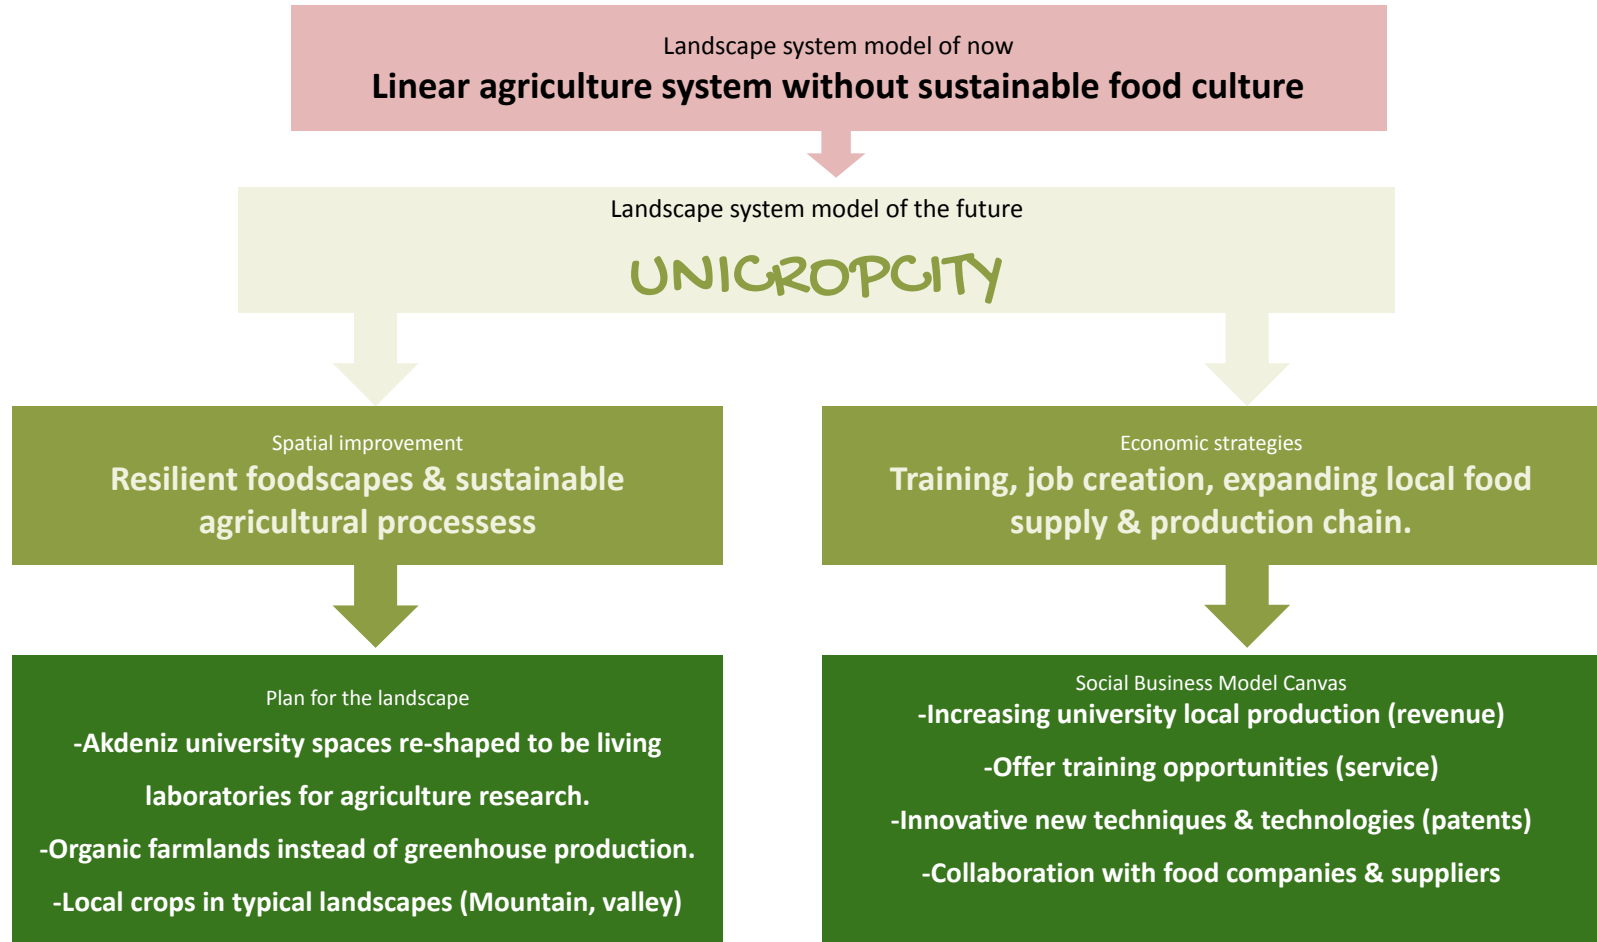 Landscape system model of now
Linear agriculture system without sustainable food culture
Landscape system model of the future
UNICROPCITY
Spatial improvement
Resilient foodscapes & sustainable
agricultural processess
Economic strategies
Training, job creation, expanding local food
supply & production chain.
Plan for the landscape
-Akdeniz university spaces re-shaped to be living
laboratories for agriculture research.
-Organic farmlands instead of greenhouse production.
-Local crops in typical landscapes (Mountain, valley)
Social Business Model Canvas
-Increasing university local production (revenue)
-Offer training opportunities (service)
-Innovative new techniques & technologies (patents)
-Collaboration with food companies & suppliers